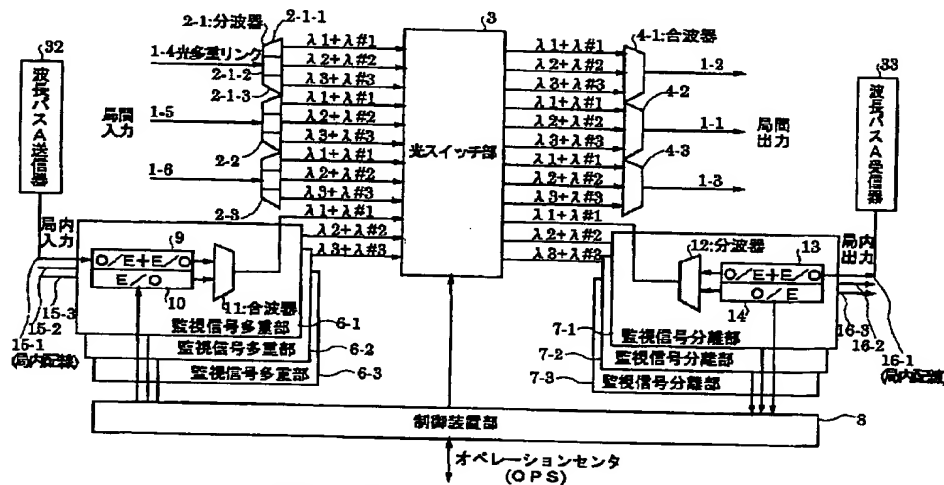 2-1:分波器
2-1-1
3
4-1:合波器
32
波長パスA送信器
1-4光多重リンク
2-1-2
2-1-3
局間
入力
1-5
2-2
1-6
2-3
λ1+λ#1
λ2+λ#2
λ3+λ#3
λ1+λ#1
λ2+λ#2
λ3+λ#3
λ1+λ#1
λ2+λ#2
λ3+λ#3
λ1+λ#1
λ2+λ#2
λ3+λ#3
光スイッチ部
λ1+λ#1
λ2+λ#2
λ3+λ#3
λ1+λ#1
λ2+λ#2
λ3+λ#3
λ1+λ#1
λ2+λ#2
λ3+λ#3
λ1+λ#1
λ2+λ#2
λ3+λ#3
1-2
4-2
1-1
局間
出力
4-3
1-3
33
波長パスA受信器
局内
入力
9
O/E+E/O
E/O
10
11:合波器
監視信号多重部
6-1
監視信号多重部
6-2
監視信号多重部
6-3
15-3
15-2
15-1
(局内配線)
12:分波器
13
O/E+E/O
O/E
14
局内
出力
7-1
監視信号分離部
7-2
監視信号分離部
7-3
監視信号分離部
16-3
16-2
16-1
(局内配線)
制御装置部
8
オペレーションセンタ
(OPS)